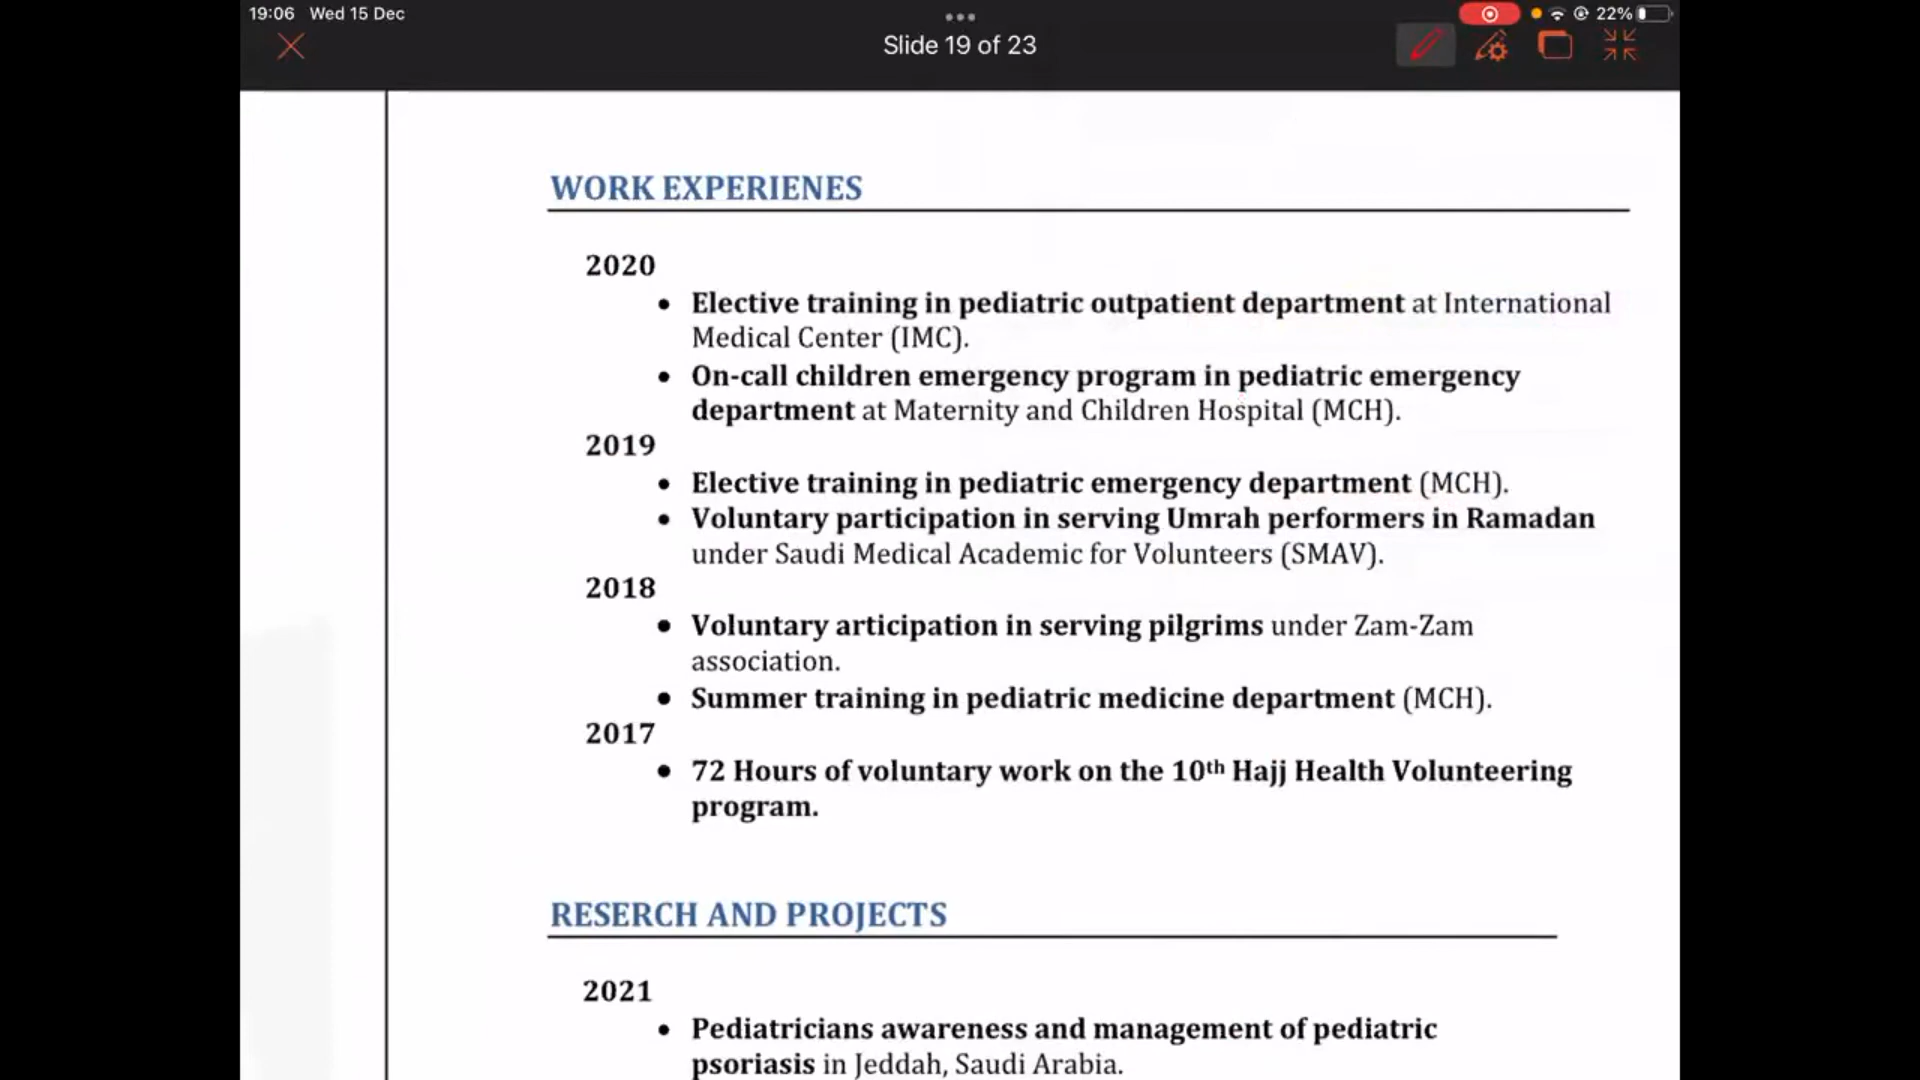 19:06 Wed 15 Dec
22%
Slide 19 of 23
WORK EXPERIENES
2020
• Elective training in pediatric outpatient department at International
Medical Center (IMC).
• On-call children emergency program in pediatric emergency
department at Maternity and Children Hospital (MCH).
2019
• Elective training in pediatric emergency department (MCH).
• Voluntary participation in serving Umrah performers in Ramadan
under Saudi Medical Academic for Volunteers (SMAV).
2018
• Voluntary articipation in serving pilgrims under Zam-Zam
association.
• Summer training in pediatric medicine department (MCH).
2017
• 72 Hours of voluntary work on the 10th Hajj Health Volunteering
program.
RESERCH AND PROJECTS
2021
• Pediatricians awareness and management of pediatric
psoriasis in Jeddah, Saudi Arabia.